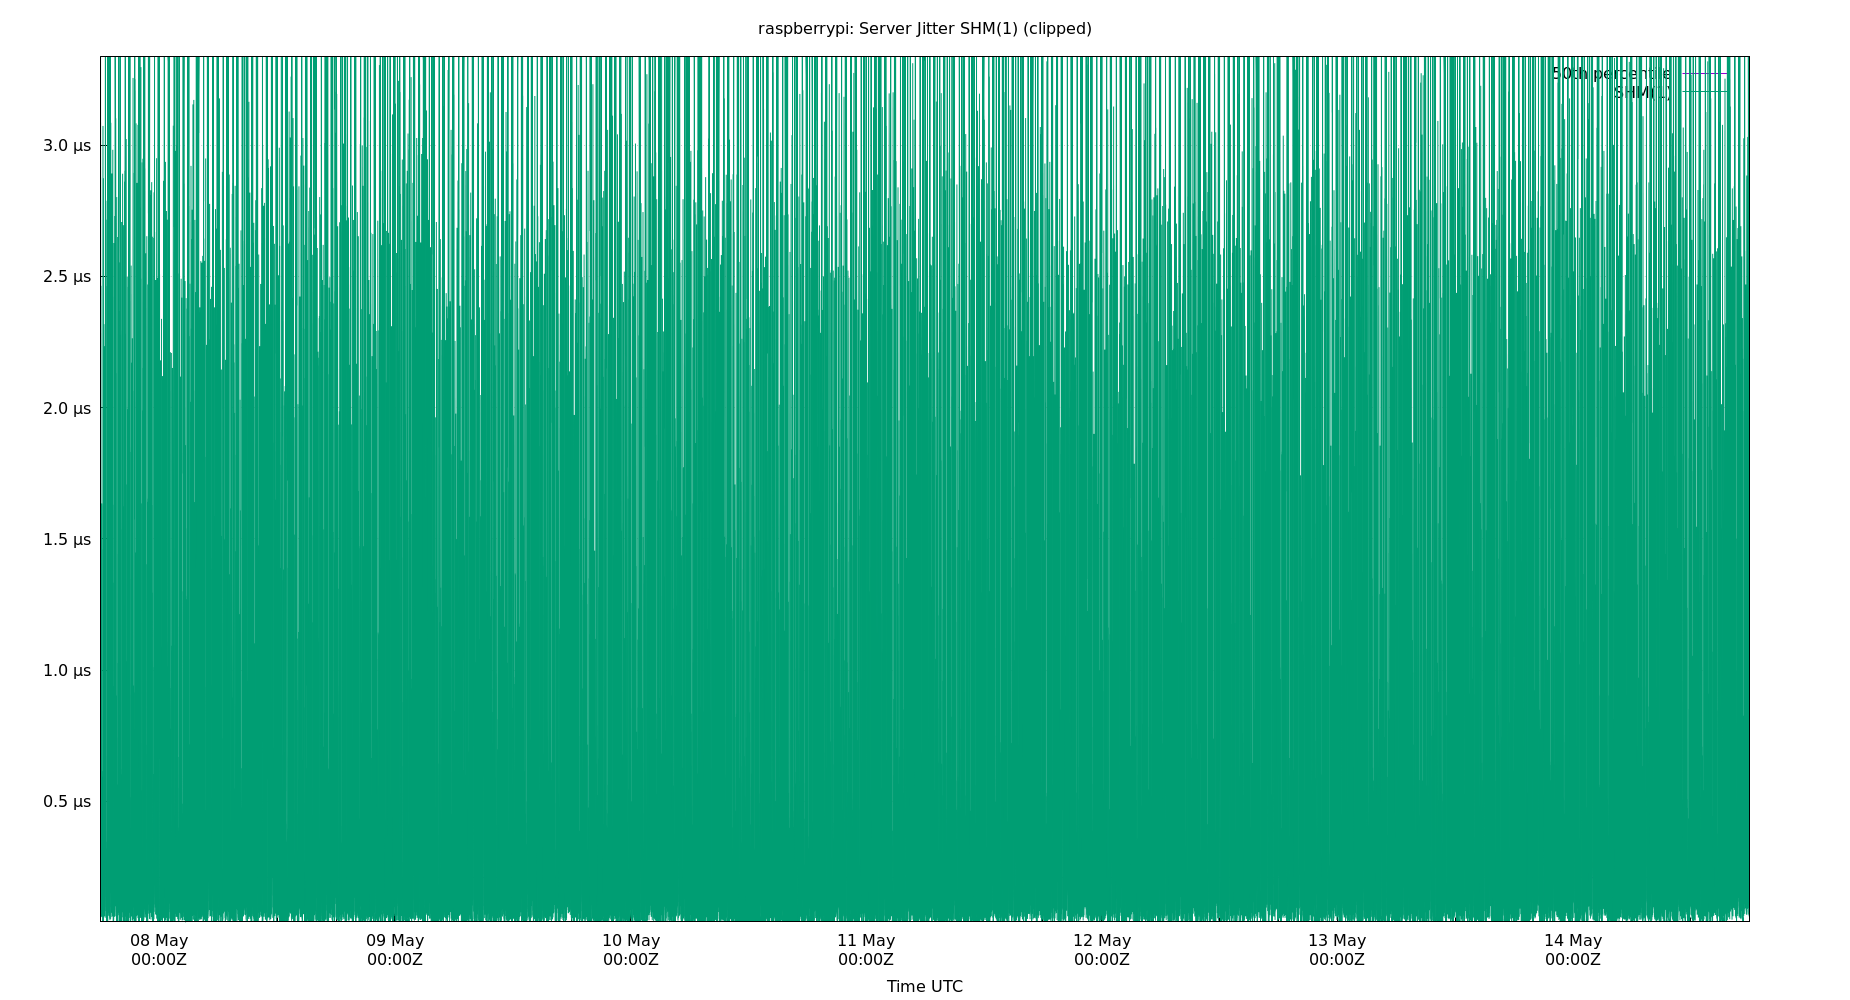 raspberrypi: Server Jitter SHM(1) (clipped)
50th percentile
SHM(1)
3.0 µs
2.5 µs
2.0 µs
1.5 µs
1.0 µs
0.5 µs
08 May 09 May 10 May 11 May 12 May 13 May 14 May
00:00Z 00:00Z 00:00Z 00:00Z 00:00Z 00:00Z 00:00Z
Time UTC